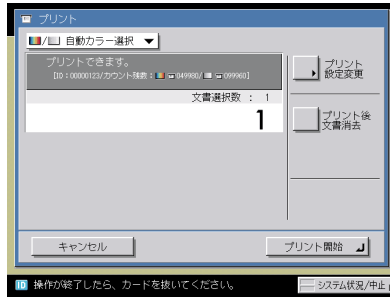 プリント
/ 自動カラー選択
プリントできます。
[ID:00000123/カウント残数: 049980/ 099960]
文書選択数 : 1
1
プリント
設定変更
プリント後
文書消去
キャンセル
プリント開始
ID 操作が終了したら、カードを抜いてください。
システム状況/中止